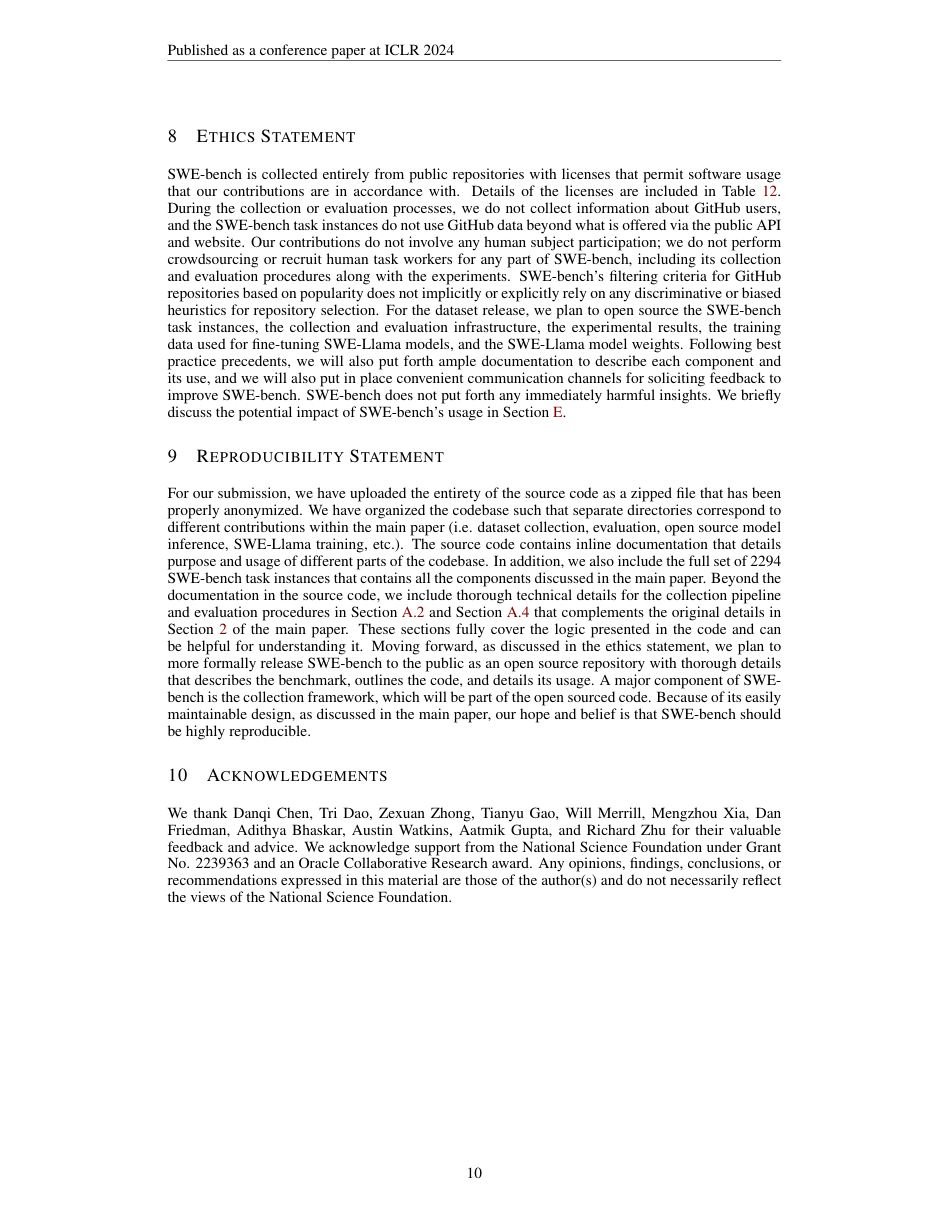 Published as a conference paper at ICLR 2024
8 ETHICS STATEMENT
SWE-bench is collected entirely from public repositories with licenses that permit software usage
that our contributions are in accordance with. Details of the licenses are included in Table 12.
During the collection or evaluation processes, we do not collect information about GitHub users,
and the SWE-bench task instances do not use GitHub data beyond what is offered via the public API
and website. Our contributions do not involve any human subject participation; we do not perform
crowdsourcing or recruit human task workers for any part of SWE-bench, including its collection
and evaluation procedures along with the experiments. SWE-bench's filtering criteria for GitHub
repositories based on popularity does not implicitly or explicitly rely on any discriminative or biased
heuristics for repository selection. For the dataset release, we plan to open source the SWE-bench
task instances, the collection and evaluation infrastructure, the experimental results, the training
data used for fine-tuning SWE-Llama models, and the SWE-Llama model weights. Following best
practice precedents, we will also put forth ample documentation to describe each component and
its use, and we will also put in place convenient communication channels for soliciting feedback to
improve SWE-bench. SWE-bench does not put forth any immediately harmful insights. We briefly
discuss the potential impact of SWE-bench's usage in Section E.
9 REPRODUCIBILITY STATEMENT
For our submission, we have uploaded the entirety of the source code as a zipped file that has been
properly anonymized. We have organized the codebase such that separate directories correspond to
different contributions within the main paper (i.e. dataset collection, evaluation, open source model
inference, SWE-Llama training, etc.). The source code contains inline documentation that details
purpose and usage of different parts of the codebase. In addition, we also include the full set of 2294
SWE-bench task instances that contains all the components discussed in the main paper. Beyond the
documentation in the source code, we include thorough technical details for the collection pipeline
and evaluation procedures in Section A.2 and Section A.4 that complements the original details in
Section 2 of the main paper. These sections fully cover the logic presented in the code and can
be helpful for understanding it. Moving forward, as discussed in the ethics statement, we plan to
more formally release SWE-bench to the public as an open source repository with thorough details
that describes the benchmark, outlines the code, and details its usage. A major component of SWE-
bench is the collection framework, which will be part of the open sourced code. Because of its easily
maintainable design, as discussed in the main paper, our hope and belief is that SWE-bench should
be highly reproducible.
10 ACKNOWLEDGEMENTS
We thank Danqi Chen, Tri Dao, Zexuan Zhong, Tianyu Gao, Will Merrill, Mengzhou Xia, Dan
Friedman, Adithya Bhaskar, Austin Watkins, Aatmik Gupta, and Richard Zhu for their valuable
feedback and advice. We acknowledge support from the National Science Foundation under Grant
No. 2239363 and an Oracle Collaborative Research award. Any opinions, findings, conclusions, or
recommendations expressed in this material are those of the author(s) and do not necessarily reflect
the views of the National Science Foundation.
10